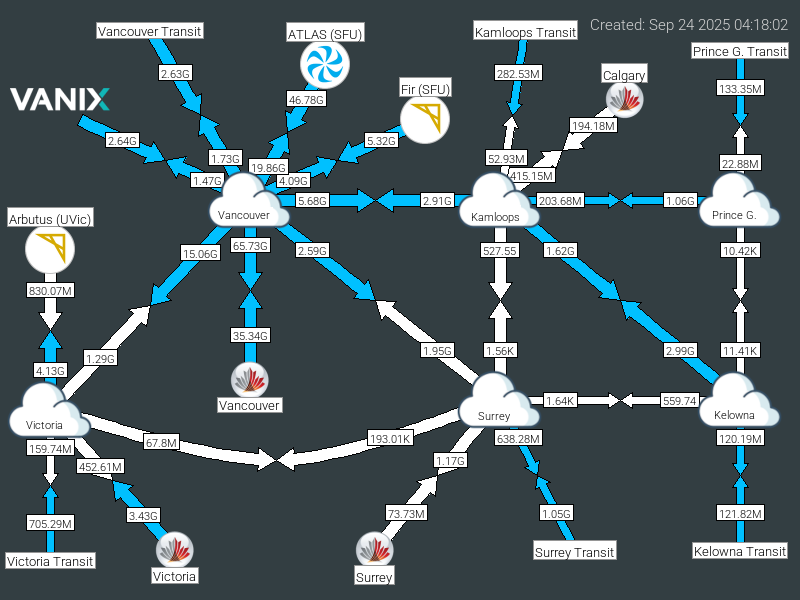 Created: Sep 24 2025 04:18:02
Vancouver Transit
ATLAS (SFU)
Kamloops Transit
Prince G. Transit
2.63G
282.53M
Calgary
133.35M
VANIX
46.78G
Fir (SFU)
194.18M
2.64G
5.32G
1.73G
19.86G
52.93M
22.88M
1.47G
4.09G
415.15M
5.68G
2.91G
203.68M
1.06G
Arbutus (UVic)
Vancouver
Kamloops
Prince G.
15.06G
65.73G
2.59G
527.55
1.62G
10.42K
830.07M
35.34G
1.29G
1.95G
1.56K
2.99G
11.41K
4.13G
Vancouver
1.64K
559.74
Victoria
Surrey
Kelowna
67.8M
193.01K
638.28M
120.19M
159.74M
452.61M
1.17G
705.29M
3.43G
73.73M
1.05G
121.82M
Victoria Transit
Victoria
Surrey
Surrey Transit
Kelowna Transit